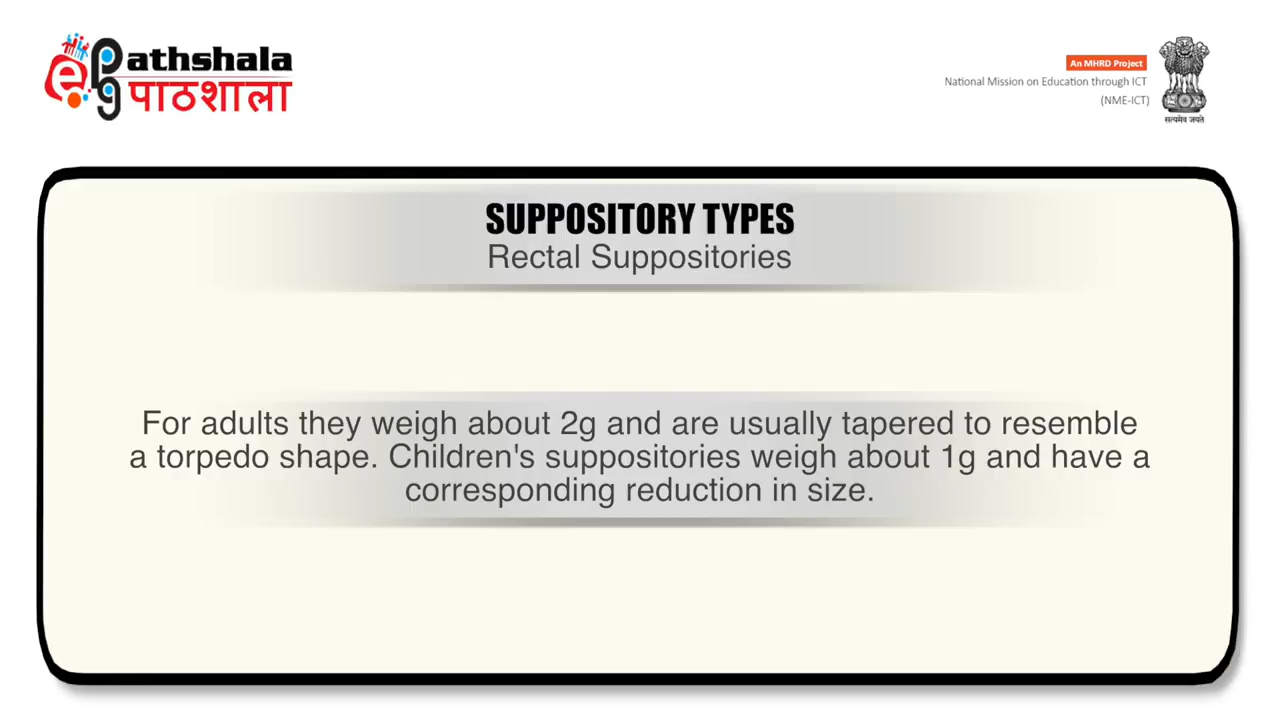 e
pg
athshala
पाठशाला
An MHRD Project
National Mission on Education through ICT
(NME-ICT)
सत्यमेव जयते
SUPPOSITORY TYPES
Rectal Suppositories
For adults they weigh about 2g and are usually tapered to resemble
a torpedo shape. Children's suppositories weigh about 1g and have a
corresponding reduction in size.